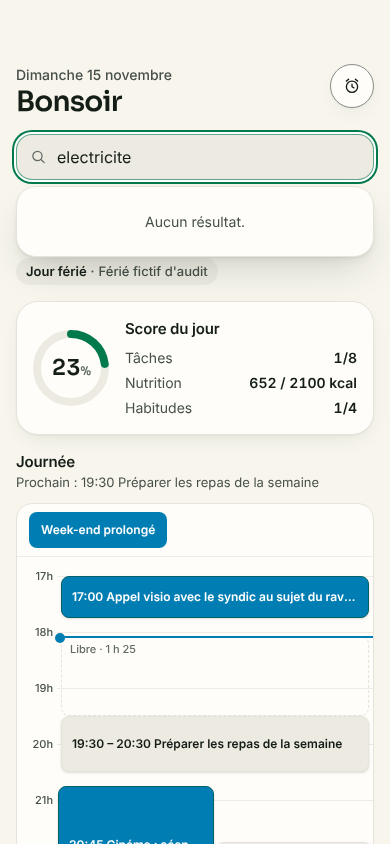 Dimanche 15 novembre
Bonsoir
electricite
Aucun résultat.
Jour férié · Férié fictif d'audit
Score du jour
23%
Tâches 1/8
Nutrition 652 / 2100 kcal
Habitudes 1/4
Journée
Prochain : 19:30 Préparer les repas de la semaine
Week-end prolongé
17h
17:00 Appel visio avec le syndic au sujet du rav…
18h
Libre · 1 h 25
19h
20h
19:30 – 20:30 Préparer les repas de la semaine
21h